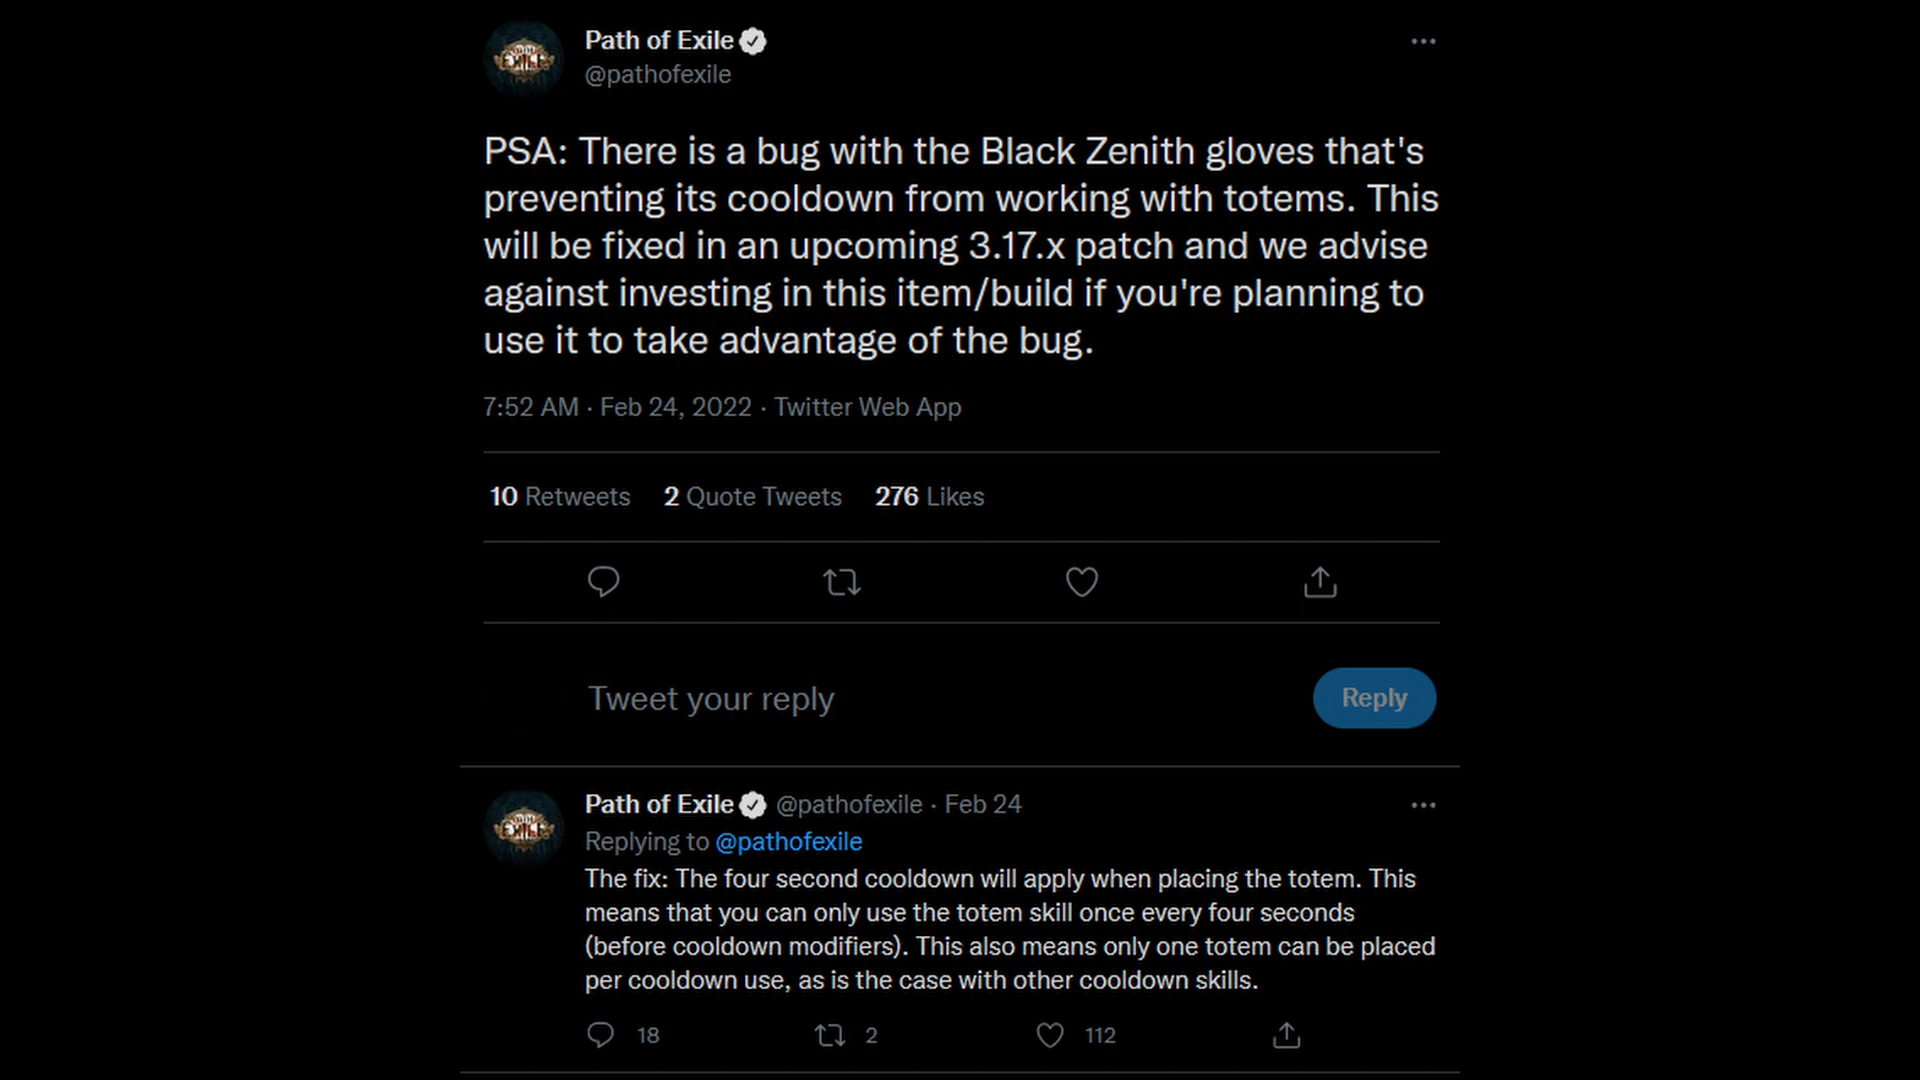 Path of Exile
@pathofexile
PSA: There is a bug with the Black Zenith gloves that's
preventing its cooldown from working with totems. This
will be fixed in an upcoming 3.17.x patch and we advise
against investing in this item/build if you're planning to
use it to take advantage of the bug.
7:52 AM · Feb 24, 2022 · Twitter Web App
10 Retweets 2 Quote Tweets 276 Likes
Tweet your reply
Reply
Path of Exile @pathofexile · Feb 24
Replying to @pathofexile
The fix: The four second cooldown will apply when placing the totem. This
means that you can only use the totem skill once every four seconds
(before cooldown modifiers). This also means only one totem can be placed
per cooldown use, as is the case with other cooldown skills.
18 2 112